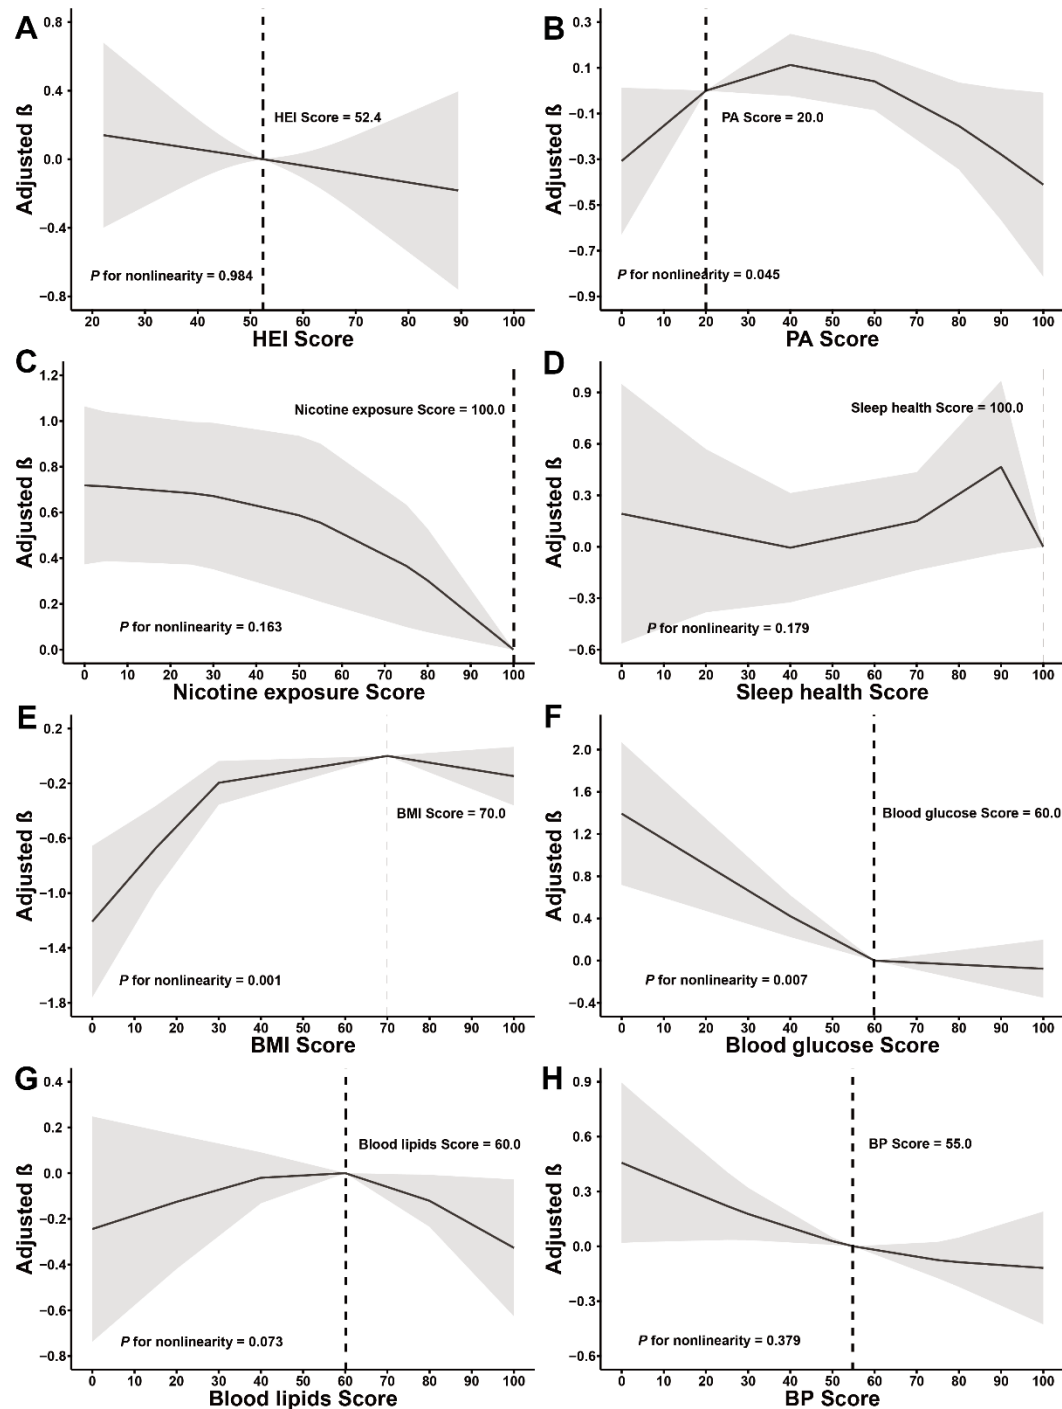 A
Adjusted ß
0.8
0.4
0.0
−0.4
−0.8
HEI Score = 52.4
P for nonlinearity = 0.984
20 30 40 50 60 70 80 90 100
HEI Score
B
Adjusted ß
0.3
0.1
−0.1
−0.3
−0.5
−0.7
−0.9
PA Score = 20.0
P for nonlinearity = 0.045
0 10 20 30 40 50 60 70 80 90 100
PA Score
C
Adjusted ß
1.2
1.0
0.8
0.6
0.4
0.2
0.0
Nicotine exposure Score = 100.0
P for nonlinearity = 0.163
0 10 20 30 40 50 60 70 80 90 100
Nicotine exposure Score
D
Adjusted ß
0.9
0.6
0.3
0.0
−0.3
−0.6
Sleep health Score = 100.0
P for nonlinearity = 0.179
0 10 20 30 40 50 60 70 80 90 100
Sleep health Score
E
Adjusted ß
0.2
−0.2
−0.6
−1.0
−1.4
−1.8
BMI Score = 70.0
P for nonlinearity = 0.001
0 10 20 30 40 50 60 70 80 90 100
BMI Score
F
Adjusted ß
2.0
1.6
1.2
0.8
0.4
0.0
−0.4
Blood glucose Score = 60.0
P for nonlinearity = 0.007
0 10 20 30 40 50 60 70 80 90 100
Blood glucose Score
G
Adjusted ß
0.4
0.2
0.0
−0.2
−0.4
−0.6
−0.8
Blood lipids Score = 60.0
P for nonlinearity = 0.073
0 10 20 30 40 50 60 70 80 90 100
Blood lipids Score
H
Adjusted ß
0.9
0.6
0.3
0.0
−0.3
−0.6
BP Score = 55.0
P for nonlinearity = 0.379
0 10 20 30 40 50 60 70 80 90 100
BP Score